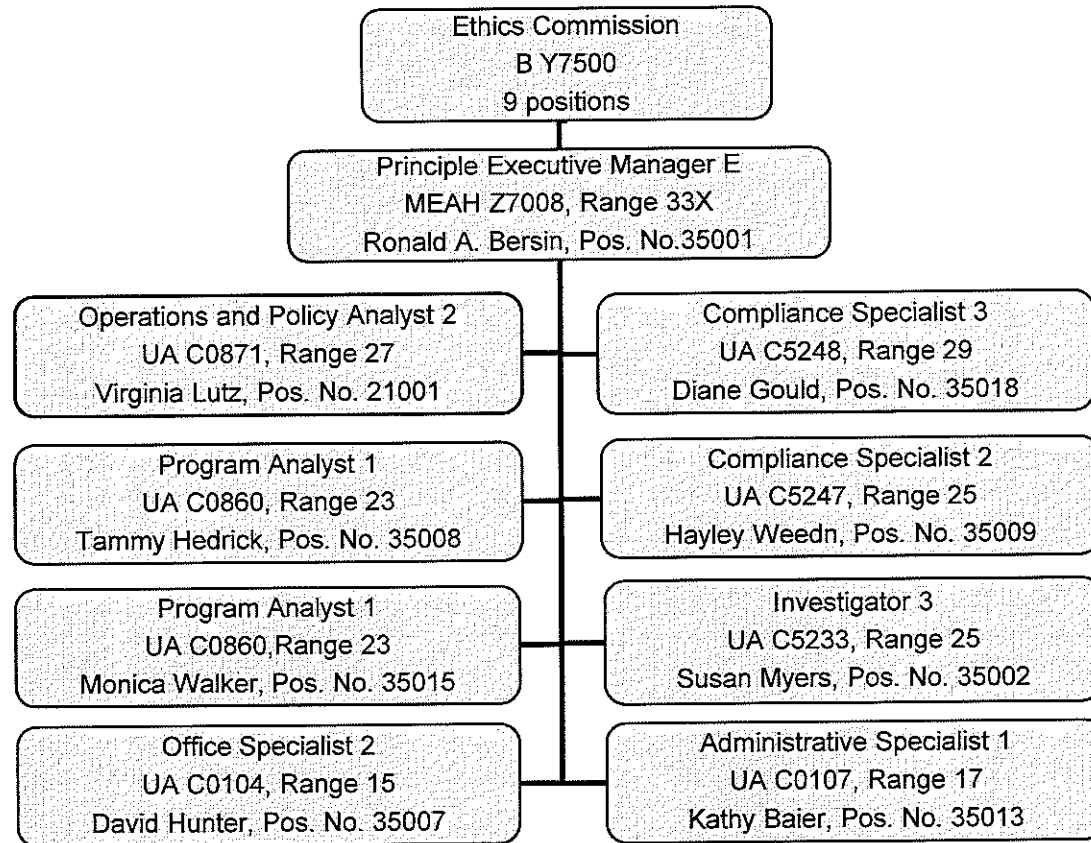 Ethics Commission
B Y7500
9 positions
Principle Executive Manager E
MEAH Z7008, Range 33X
Ronald A. Bersin, Pos. No.35001
Operations and Policy Analyst 2
UA C0871, Range 27
Virginia Lutz, Pos. No. 21001
Compliance Specialist 3
UA C5248, Range 29
Diane Gould, Pos. No. 35018
Program Analyst 1
UA C0860, Range 23
Tammy Hedrick, Pos. No. 35008
Compliance Specialist 2
UA C5247, Range 25
Hayley Weedn, Pos. No. 35009
Program Analyst 1
UA C0860,Range 23
Monica Walker, Pos. No. 35015
Investigator 3
UA C5233, Range 25
Susan Myers, Pos. No. 35002
Office Specialist 2
UA C0104, Range 15
David Hunter, Pos. No. 35007
Administrative Specialist 1
UA C0107, Range 17
Kathy Baier, Pos. No. 35013